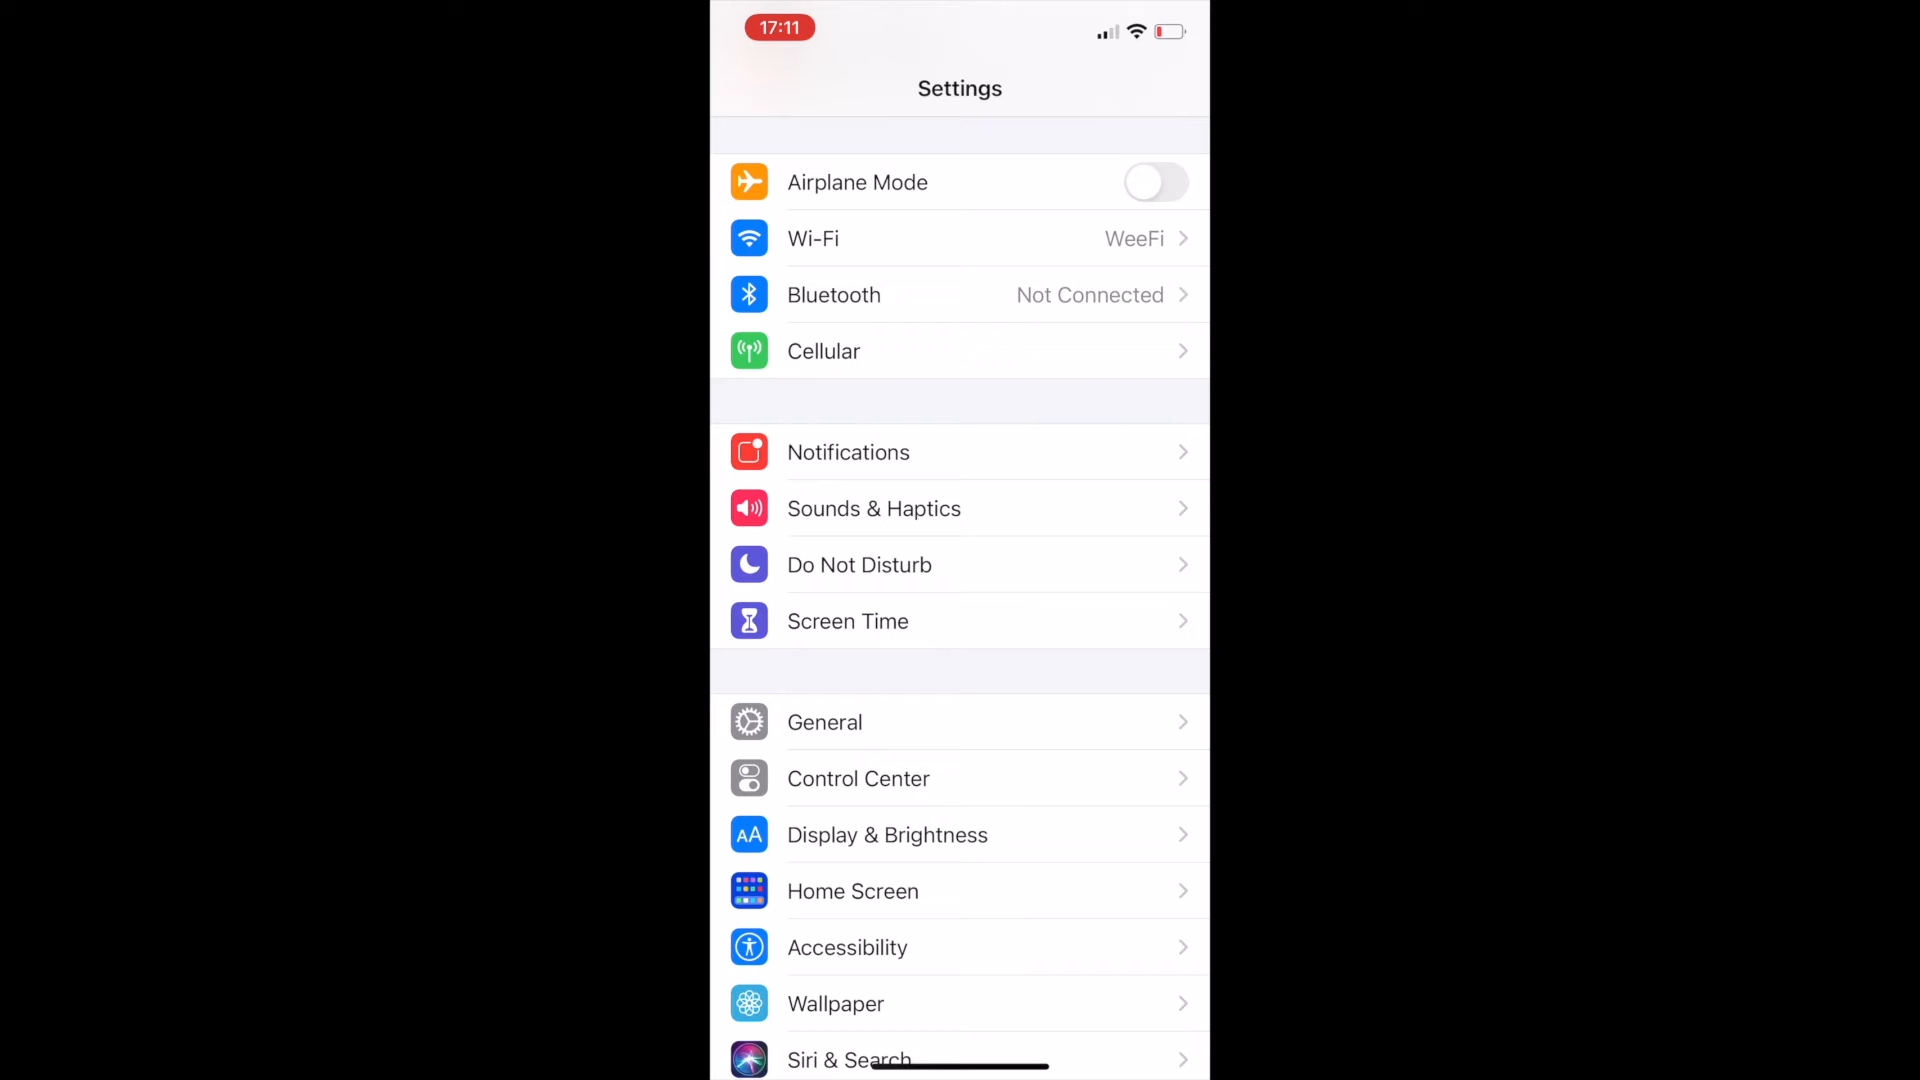 17:11
Settings
Airplane Mode
Wi-Fi WeeFi
Bluetooth Not Connected
Cellular
Notifications
Sounds & Haptics
Do Not Disturb
Screen Time
General
Control Center
AA Display & Brightness
Home Screen
Accessibility
Wallpaper
Siri & Search